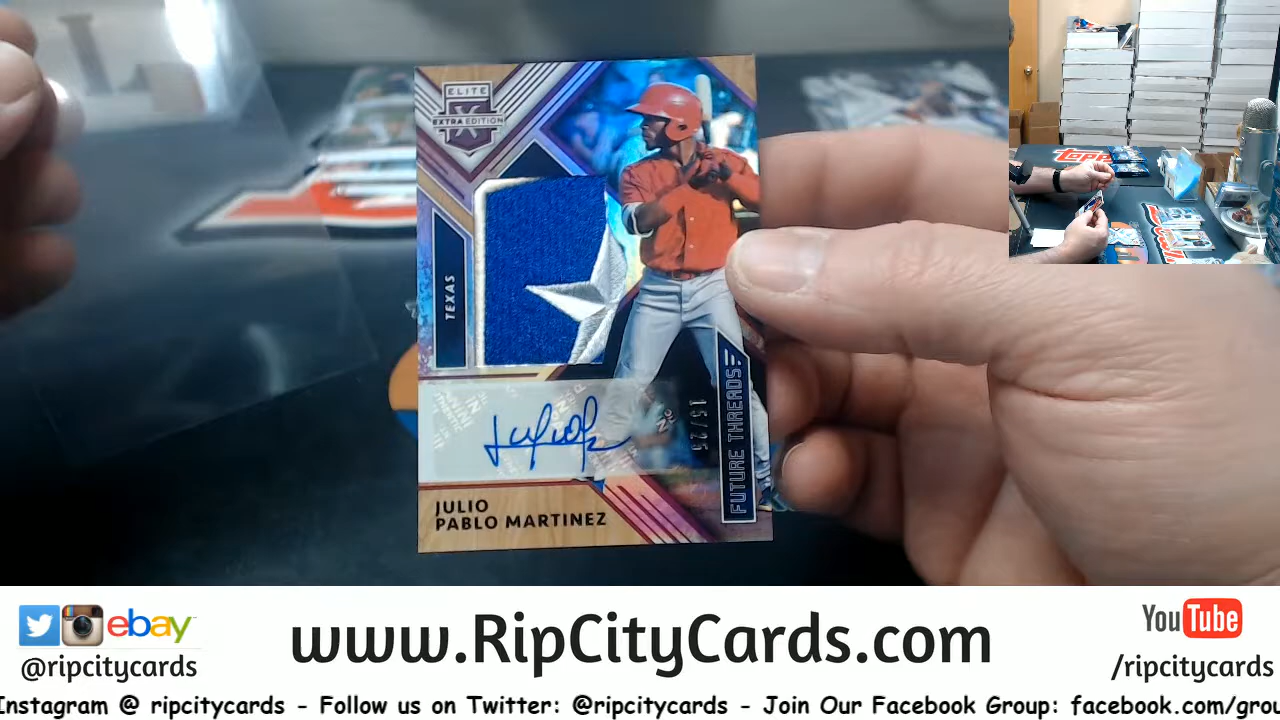 ELITE
X
EXTRA EDITION
TEXAS
15/25
FUTURE THREADS
JULIO
PABLO MARTINEZ
topps
ebay
@ripcitycards
www.RipCityCards.com
YouTube
/ripcitycards
Instagram @ ripcitycards - Follow us on Twitter: @ripcitycards - Join Our Facebook Group: facebook.com/grou